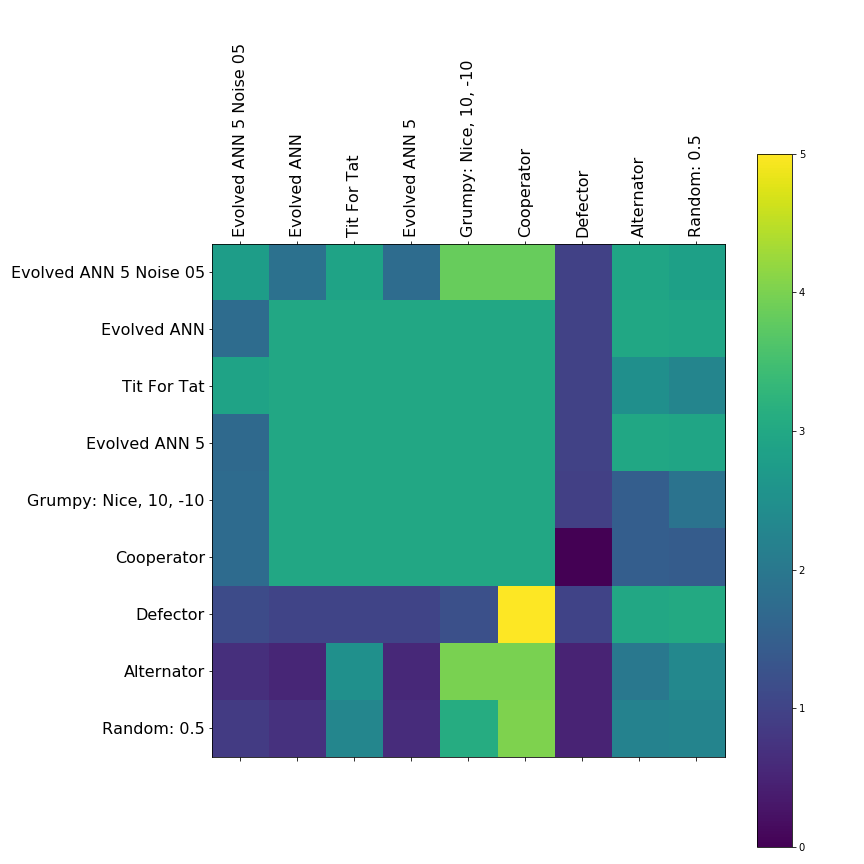 Evolved ANN 5 Noise 05
Evolved ANN
Tit For Tat
Evolved ANN 5
Grumpy: Nice, 10, -10
Cooperator
Defector
Alternator
Random: 0.5
Evolved ANN 5 Noise 05
Evolved ANN
Tit For Tat
Evolved ANN 5
Grumpy: Nice, 10, -10
Cooperator
Defector
Alternator
Random: 0.5
5
4
3
2
1
0